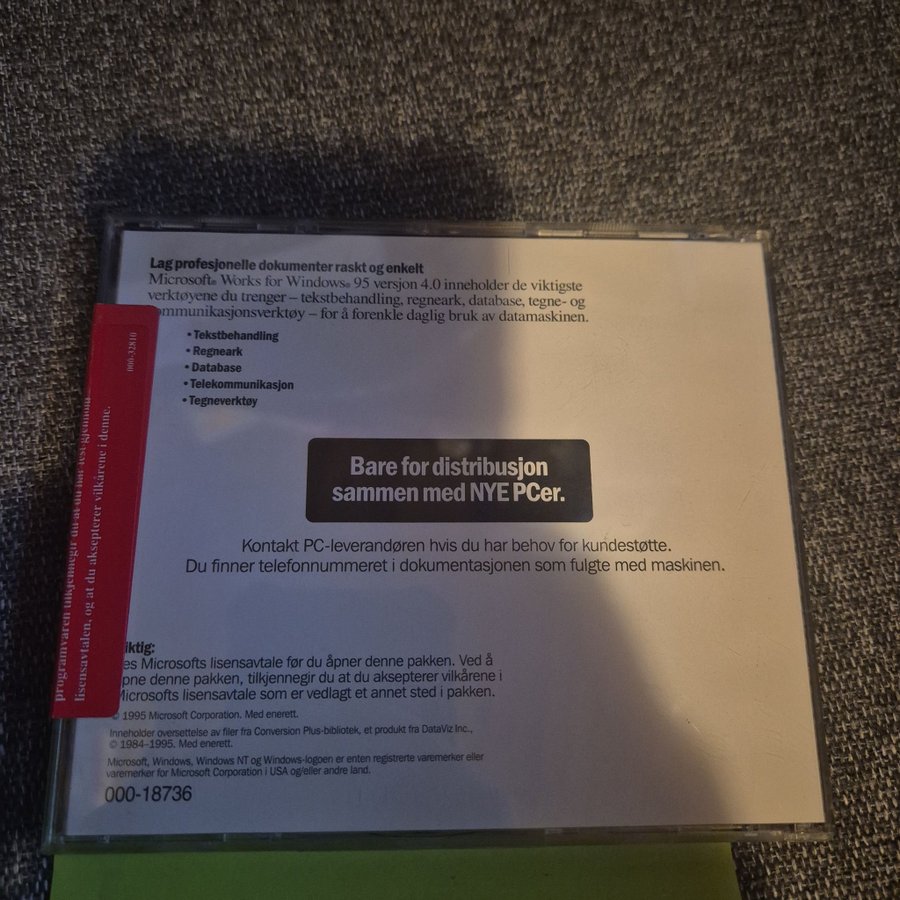 Lag profesjonelle dokumenter raskt og enkelt
Microsoft® Works for Windows® 95 versjon 4.0 inneholder de viktigste
verktøyene du trenger – tekstbehandling, regneark, database, tegne- og
ommunikasjonsverktøy – for å forenkle daglig bruk av datamaskinen.
• Tekstbehandling
• Regneark
• Database
• Telekommunikasjon
• Tegneverktøy
000-32810
programvaren tilkjennegir du at du har lest gjennom
lisensavtalen, og at du aksepterer vilkårene i denne.
Bare for distribusjon
sammen med NYE PCer.
Kontakt PC-leverandøren hvis du har behov for kundestøtte.
Du finner telefonnummeret i dokumentasjonen som fulgte med maskinen.
iktig:
es Microsofts lisensavtale før du åpner denne pakken. Ved å
pne denne pakken, tilkjennegir du at du aksepterer vilkårene i
Microsofts lisensavtale som er vedlagt et annet sted i pakken.
© 1995 Microsoft Corporation. Med enerett.
Inneholder oversettelse av filer fra Conversion Plus-bibliotek, et produkt fra DataViz Inc.,
© 1984–1995. Med enerett.
Microsoft, Windows, Windows NT og Windows-logoen er enten registrerte varemerker eller
varemerker for Microsoft Corporation i USA og/eller andre land.
000-18736